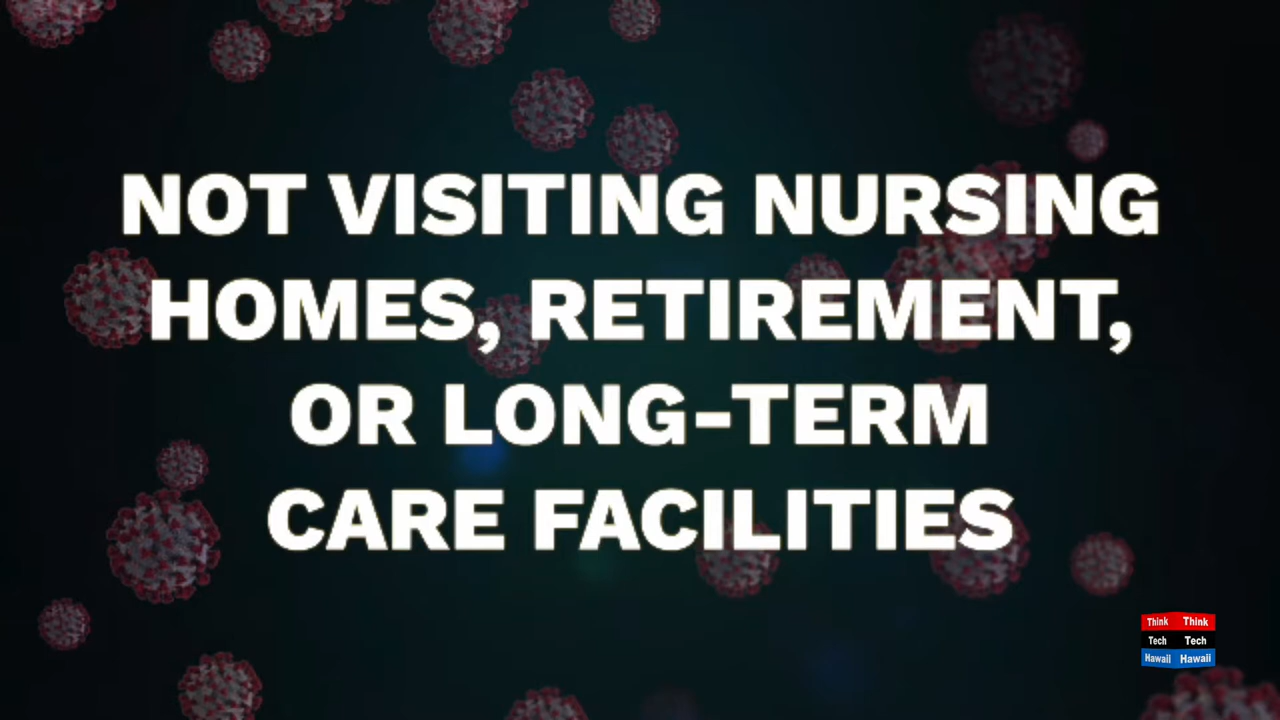 NOT VISITING NURSING
HOMES, RETIREMENT,
OR LONG-TERM
CARE FACILITIES
Think Think
Tech Tech
Hawaii Hawaii